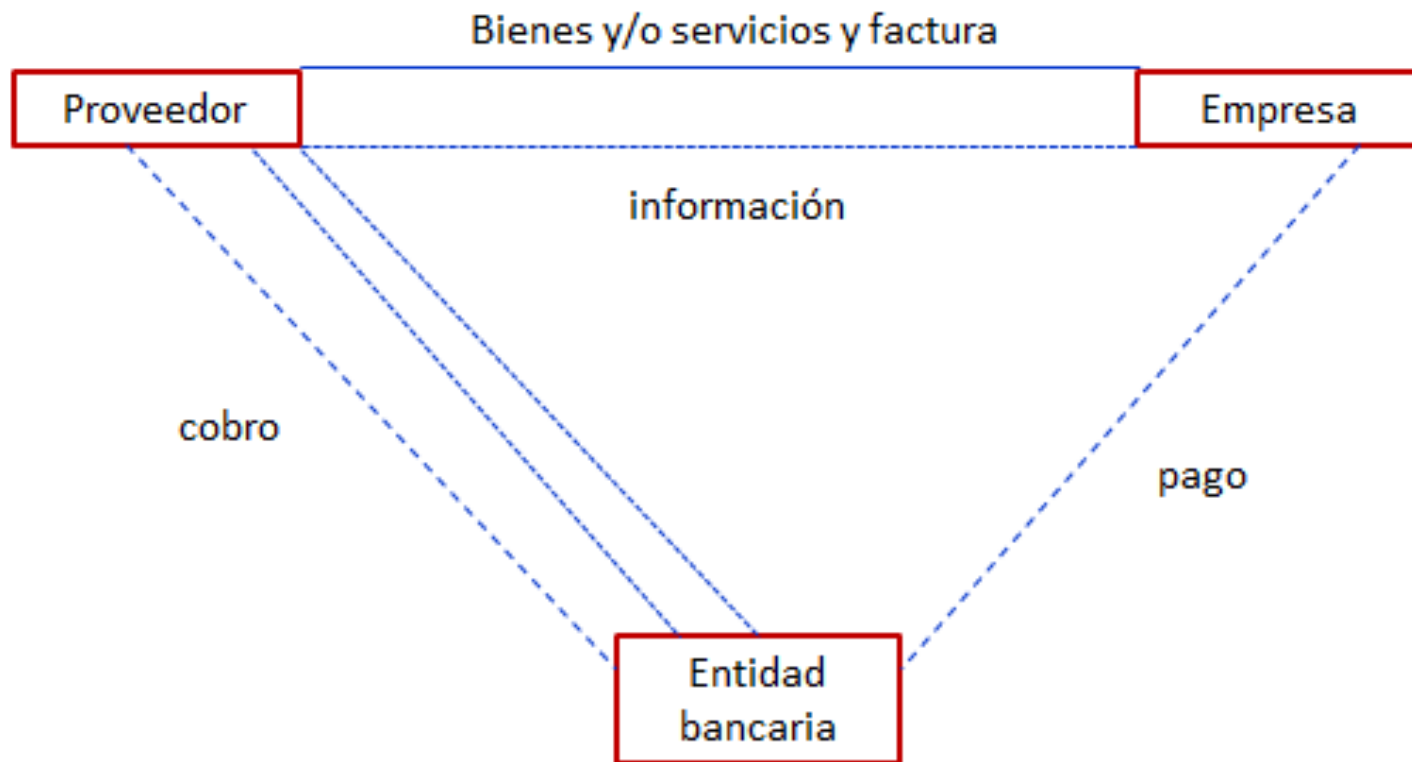 Bienes y/o servicios y factura
Proveedor
Empresa
información
cobro
pago
Entidad
bancaria